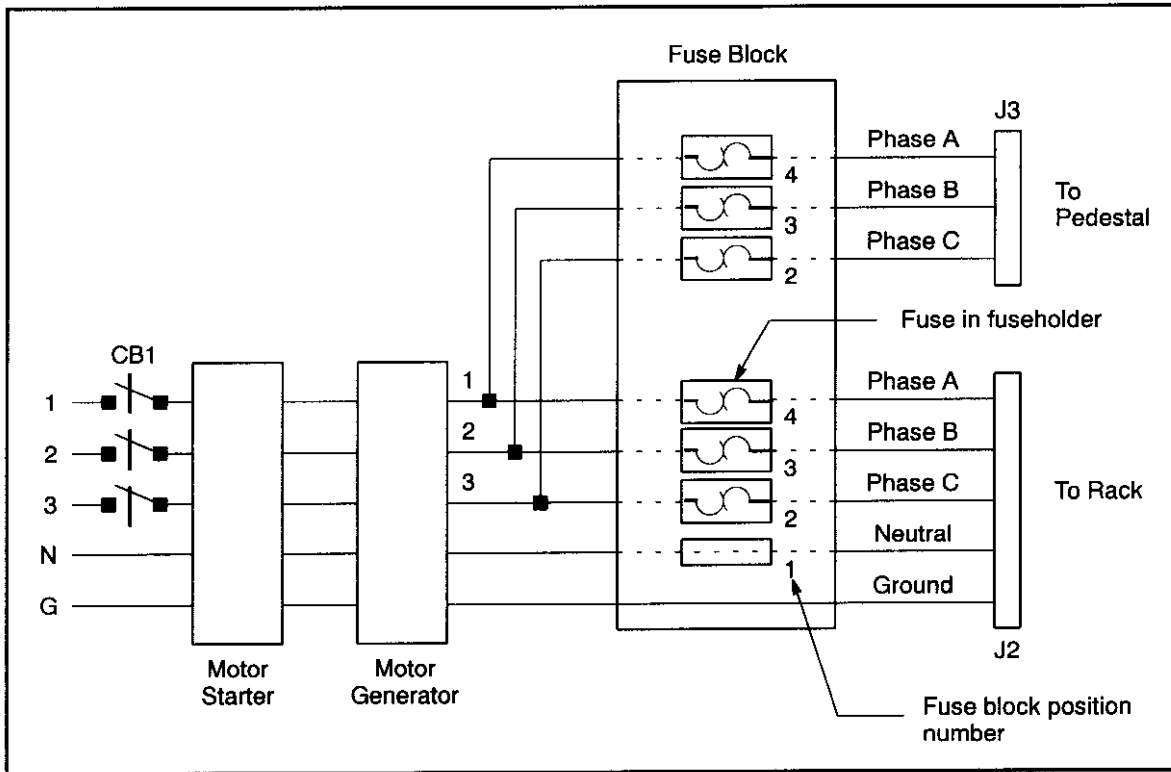 Fuse Block
J3
Phase A
4
Phase B
3
Phase C
2
To
Pedestal
Fuse in fuseholder
CB1
1
2
3
N
G
1
2
3
Phase A
4
Phase B
3
Phase C
2
Neutral
1
Ground
To Rack
J2
Motor
Starter
Motor
Generator
Fuse block position
number